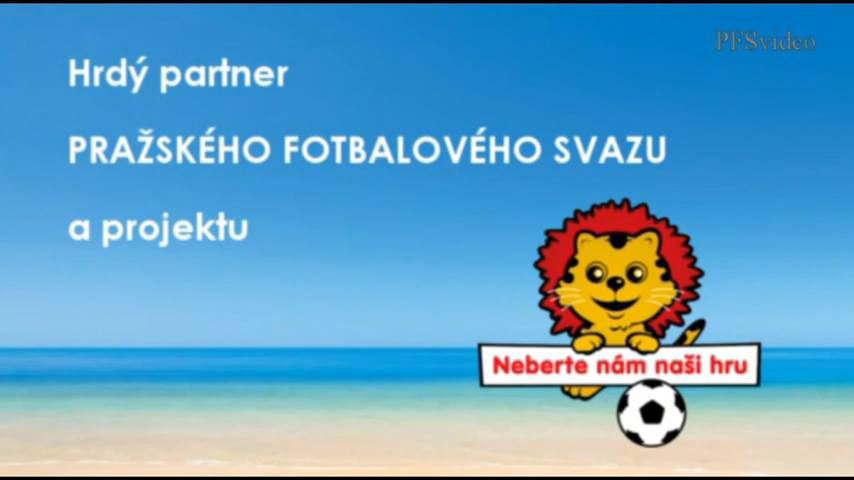 PFSvideo
Hrdý partner
PRAŽSKÉHO FOTBALOVÉHO SVAZU
a projektu
Neberte nám naši hru